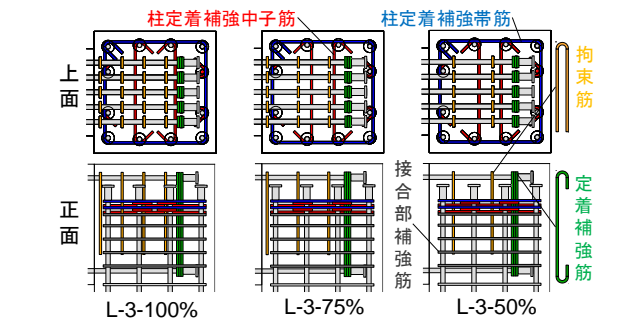 柱定着補強中子筋
柱定着補強帯筋
上面
拘束筋
正面
接合部補強筋
定着補強筋
L-3-100%
L-3-75%
L-3-50%